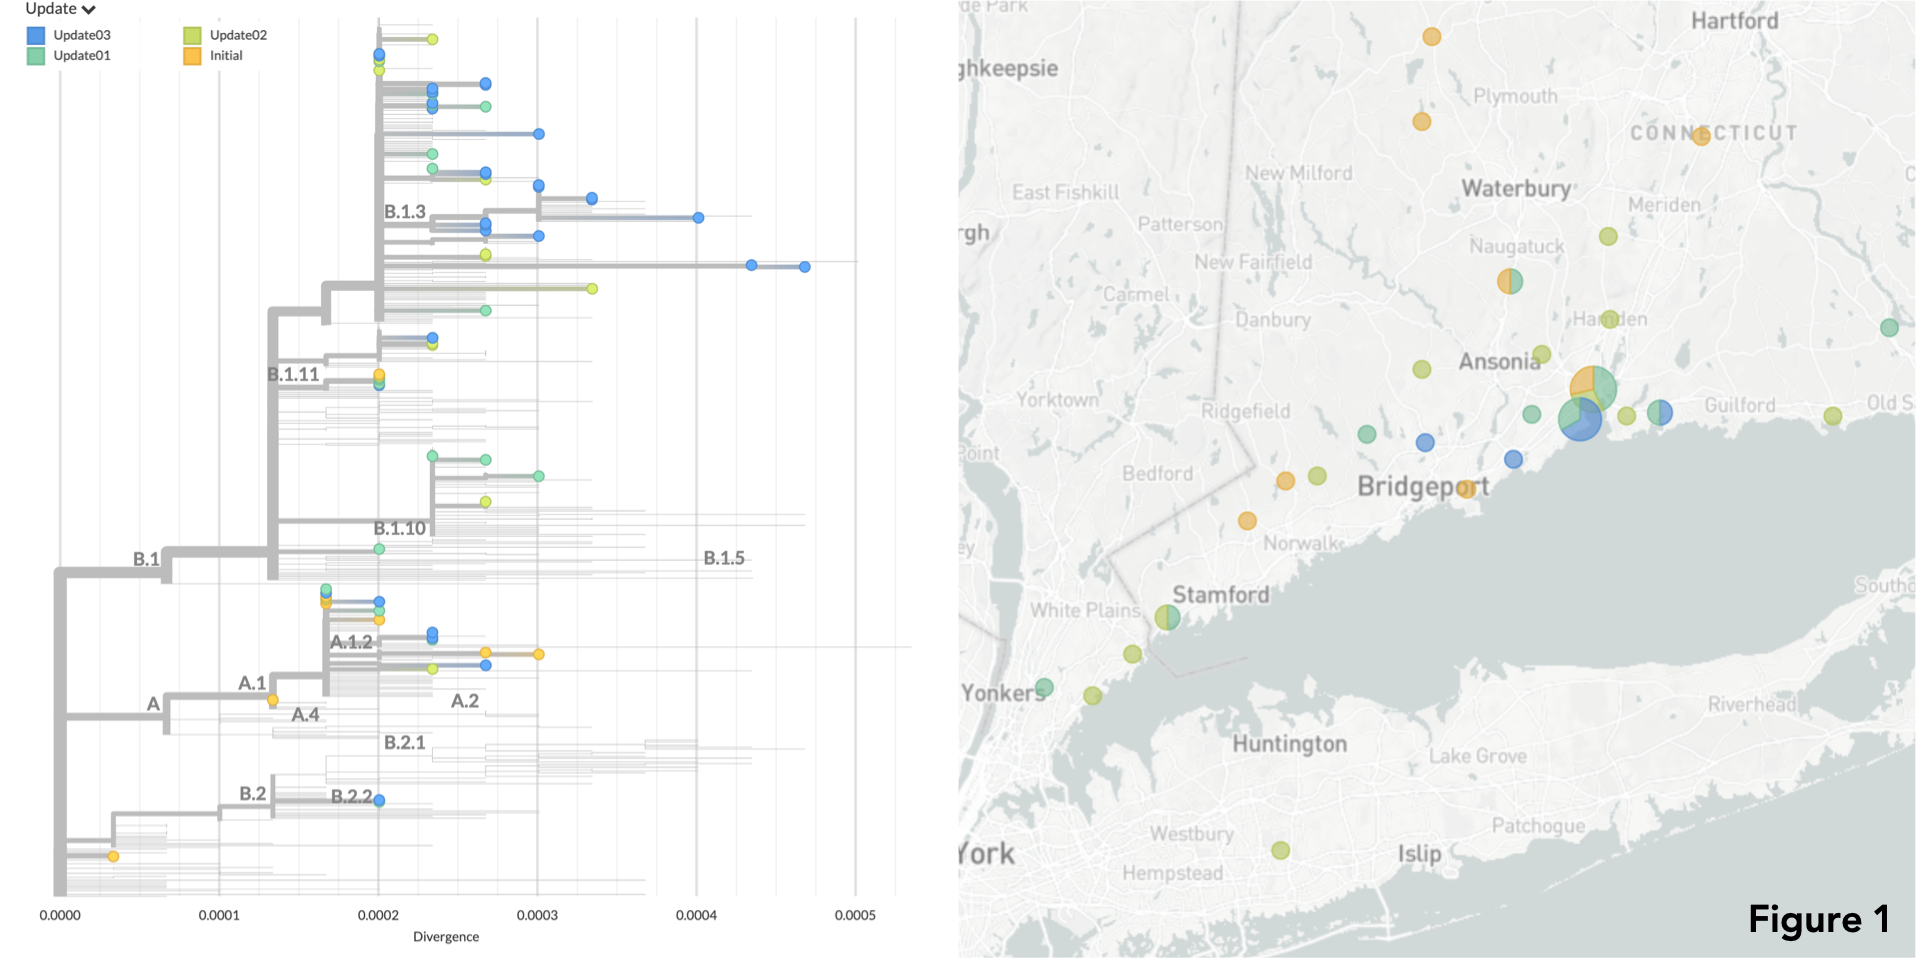 Update
Update03
Update02
Update01
Initial
B.1.3
B.1.11
B.1.10
B.1.5
B.1
A.1.2
A.1
A
A.2
A.4
B.2.1
B.2
B.2.2
0.0000
0.0001
0.0002
0.0003
0.0004
0.0005
Divergence
de Park
Hartford
ghkeepsie
Plymouth
CONNECTICUT
New Milford
East Fishkill
Waterbury
Meriden
Patterson
rgh
Naugatuck
New Fairfield
Carmel
Danbury
Hamden
Ansonia
Yorktown
Ridgefield
Guilford
Old S
Point
Bedford
Bridgeport
Norwalk
ey
Stamford
Southo
White Plains
Yonkers
Riverhead
Huntington
Lake Grove
Westbury
Patchogue
York
Islip
Hempstead
Figure 1